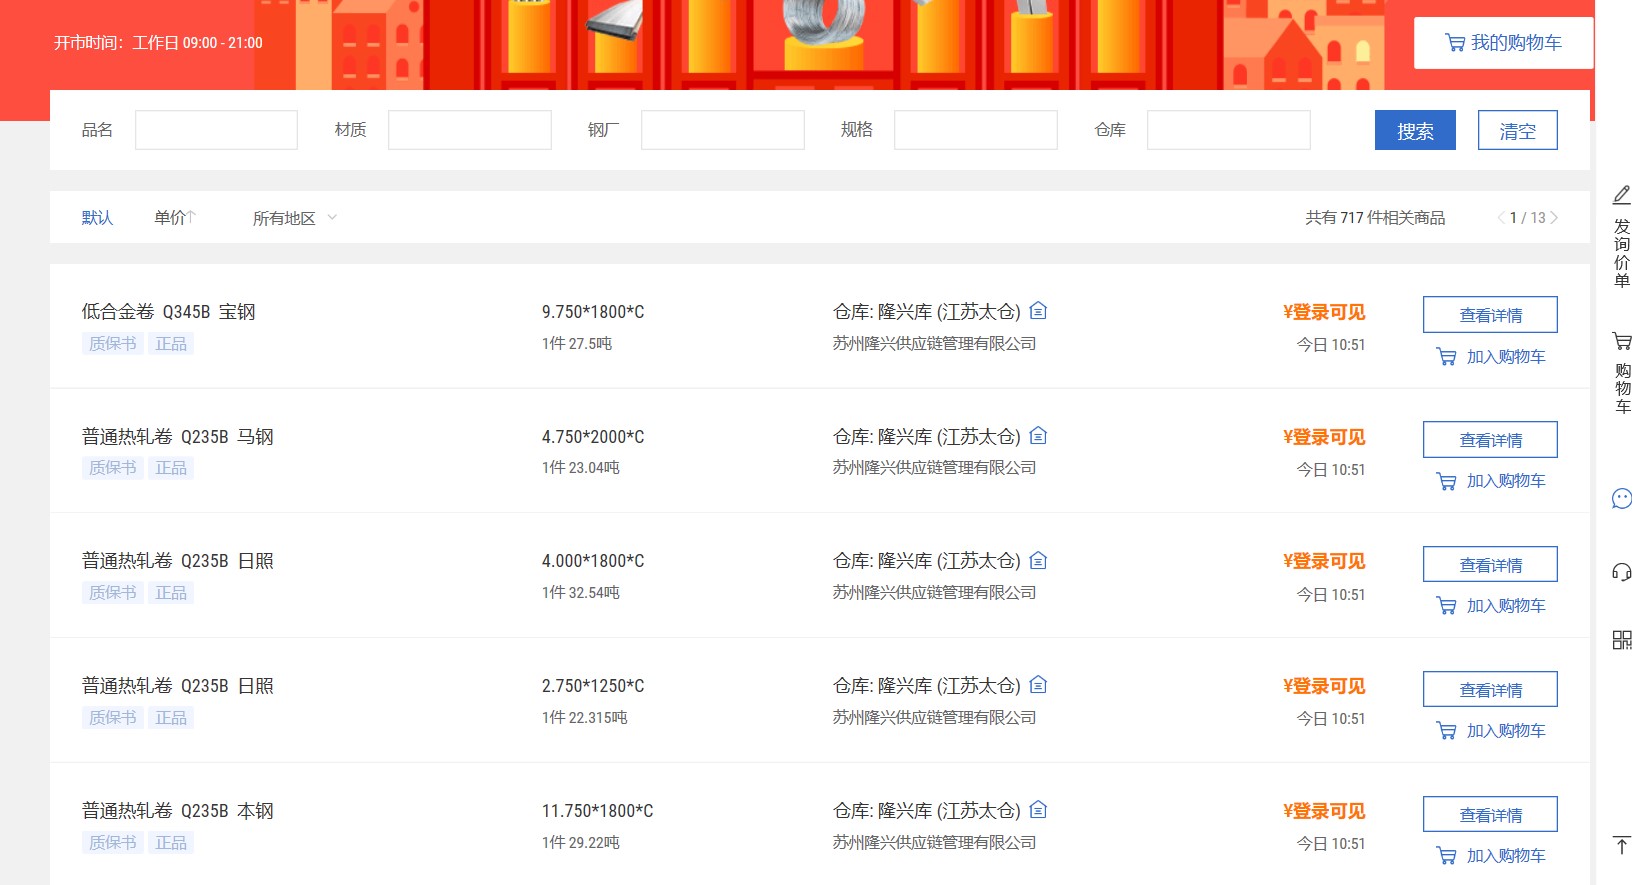 开市时间：工作日 09:00 - 21:00
我的购物车
品名 材质 钢厂 规格 仓库 搜索 清空
默认 单价 所有地区 共有 717 件相关商品 1 / 13
低合金卷 Q345B 宝钢 9.750*1800*C 仓库: 隆兴库 (江苏太仓) ¥登录可见 查看详情
质保书 正品 1件 27.5吨 苏州隆兴供应链管理有限公司 今日 10:51 加入购物车
普通热轧卷 Q235B 马钢 4.750*2000*C 仓库: 隆兴库 (江苏太仓) ¥登录可见 查看详情
质保书 正品 1件 23.04吨 苏州隆兴供应链管理有限公司 今日 10:51 加入购物车
普通热轧卷 Q235B 日照 4.000*1800*C 仓库: 隆兴库 (江苏太仓) ¥登录可见 查看详情
质保书 正品 1件 32.54吨 苏州隆兴供应链管理有限公司 今日 10:51 加入购物车
普通热轧卷 Q235B 日照 2.750*1250*C 仓库: 隆兴库 (江苏太仓) ¥登录可见 查看详情
质保书 正品 1件 22.315吨 苏州隆兴供应链管理有限公司 今日 10:51 加入购物车
普通热轧卷 Q235B 本钢 11.750*1800*C 仓库: 隆兴库 (江苏太仓) ¥登录可见 查看详情
质保书 正品 1件 29.22吨 苏州隆兴供应链管理有限公司 今日 10:51 加入购物车
发询价单
购物车